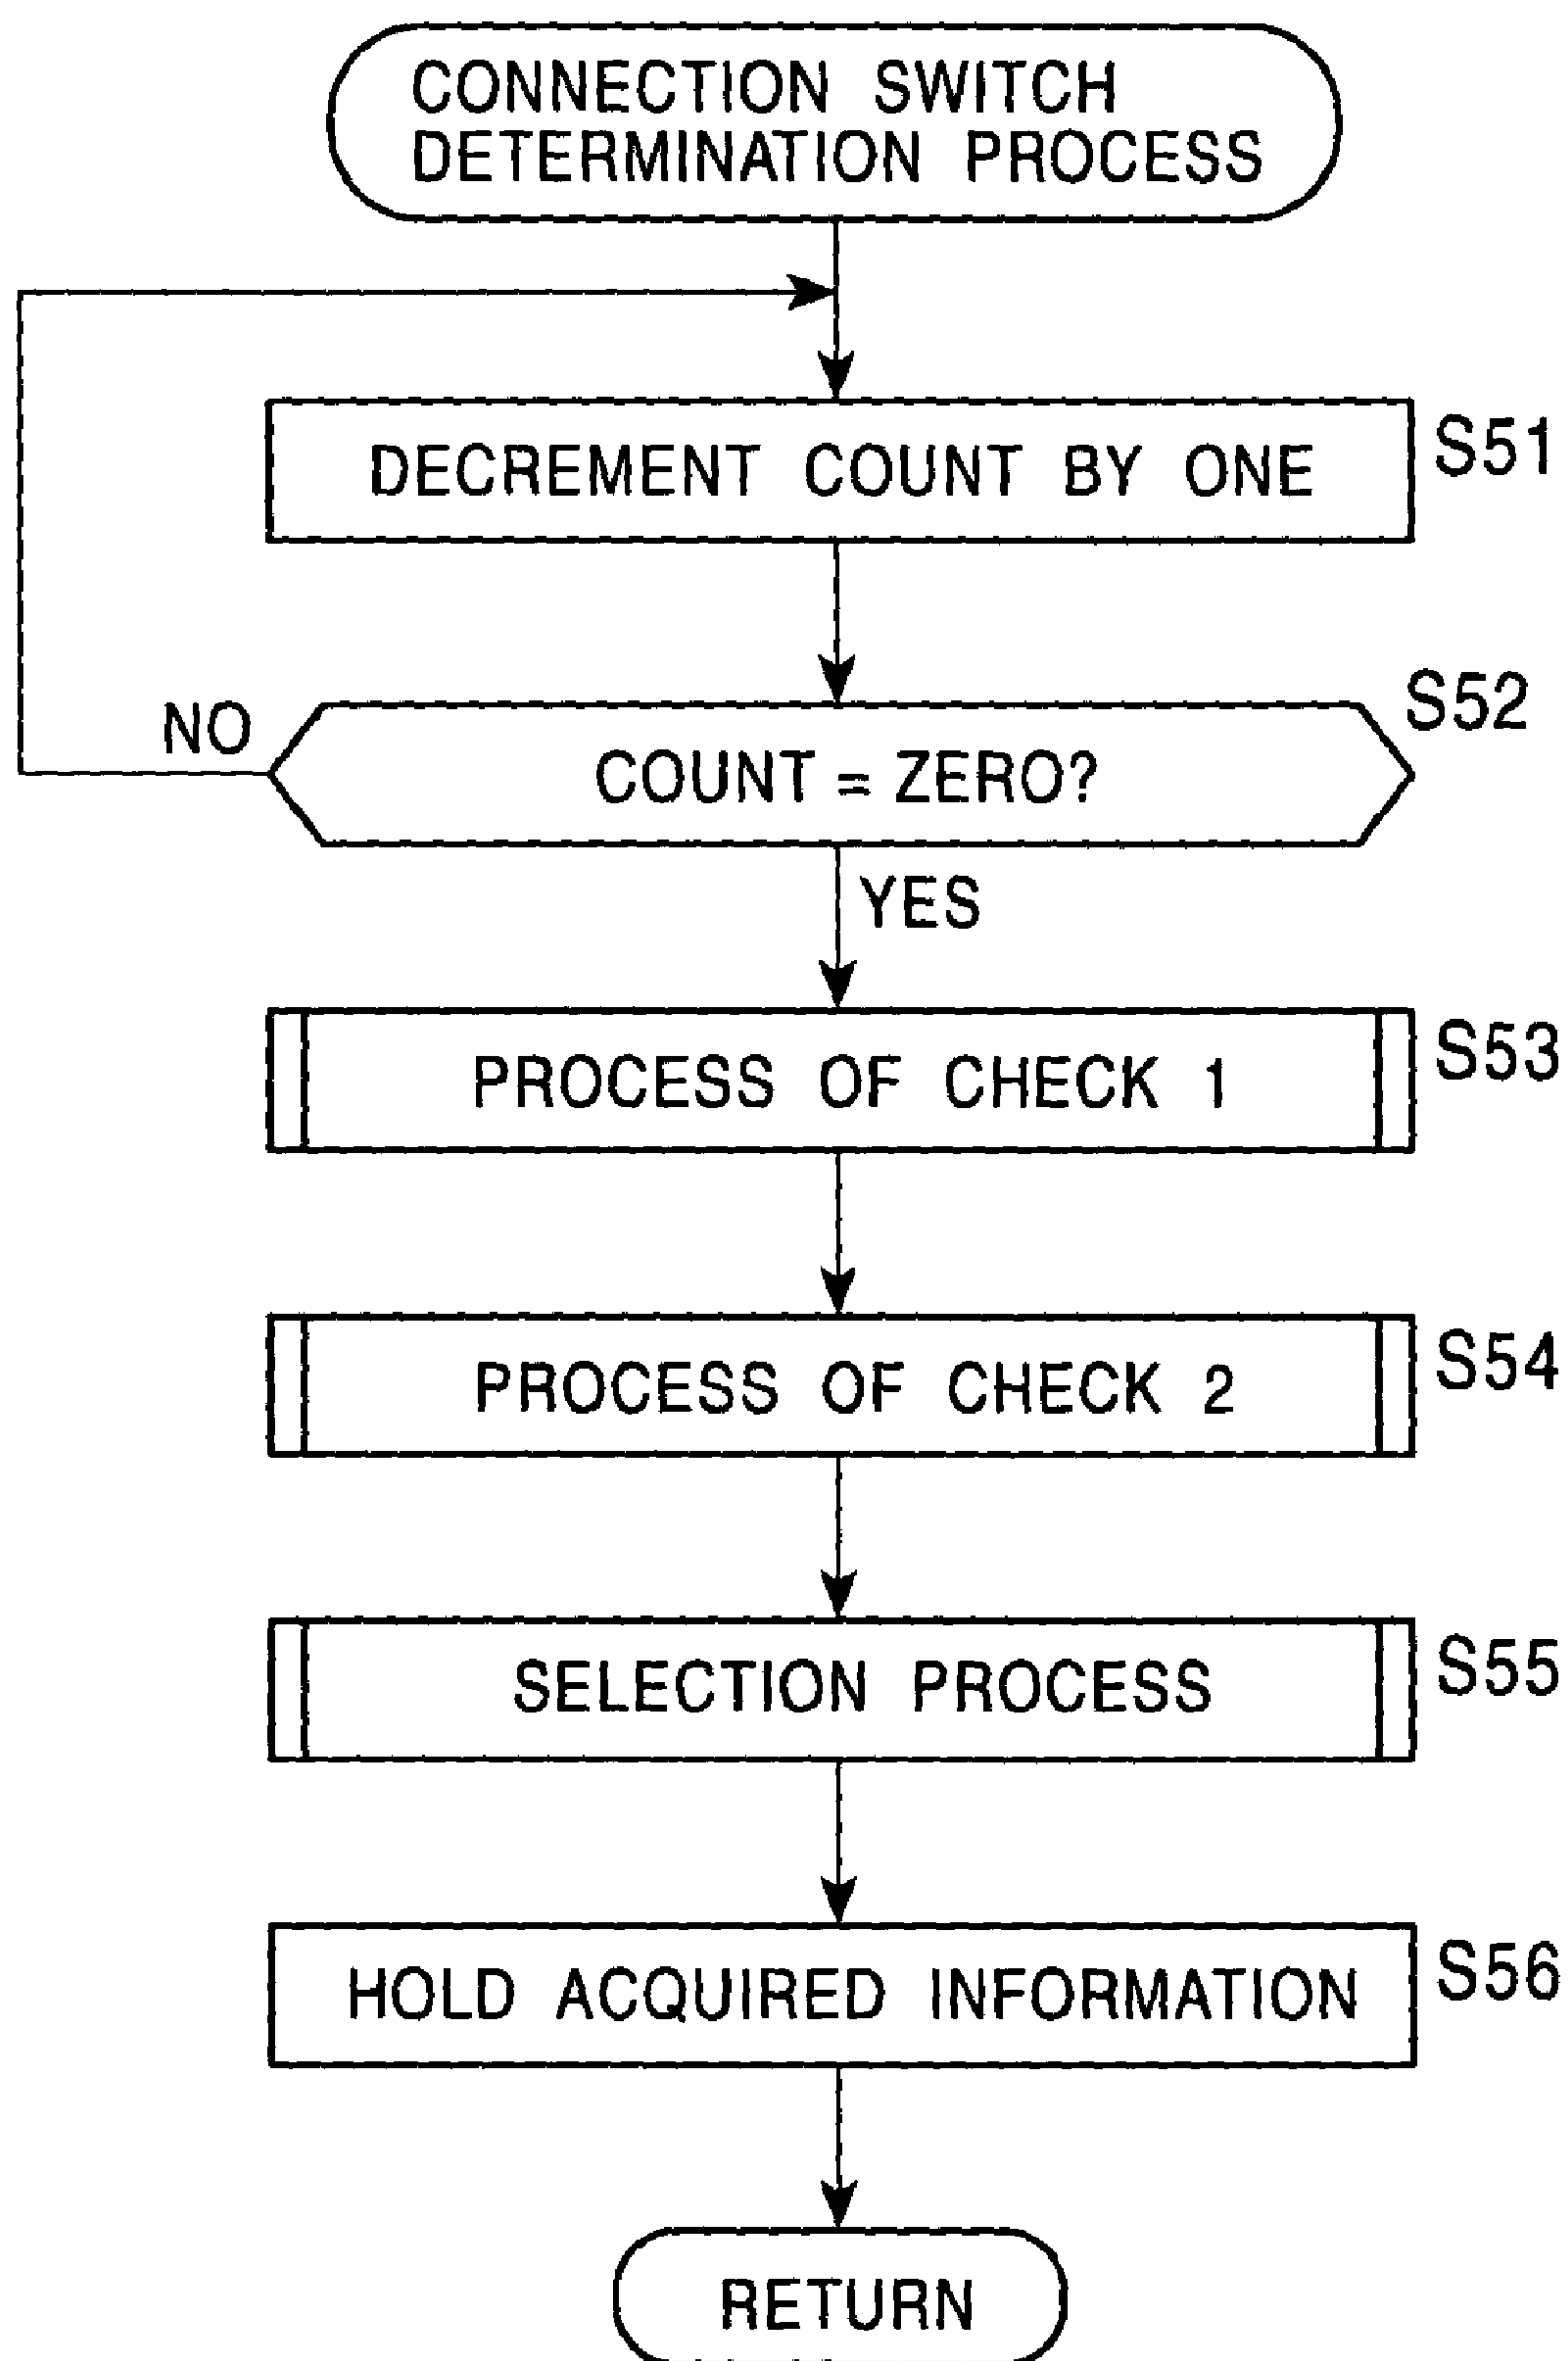 CONNECTION SWITCH
DETERMINATION PROCESS
DECREMENT COUNT BY ONE
S51
NO
COUNT = ZERO?
S52
YES
PROCESS OF CHECK 1
S53
PROCESS OF CHECK 2
S54
SELECTION PROCESS
S55
HOLD ACQUIRED INFORMATION
S56
RETURN